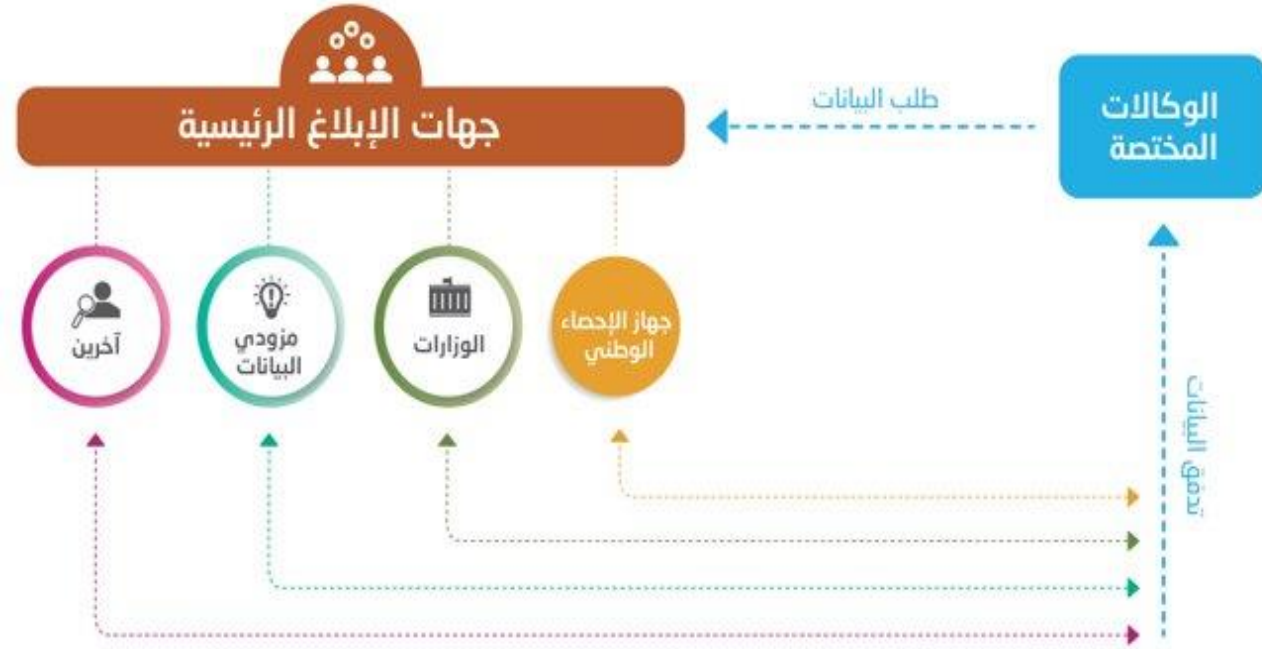 جهات الإبلاغ الرئيسية
طلب البيانات
الوكالات
المختصة
جهاز الإحصاء
الوطني
الوزارات
مزودي
البيانات
آخرين
تدفق البيانات